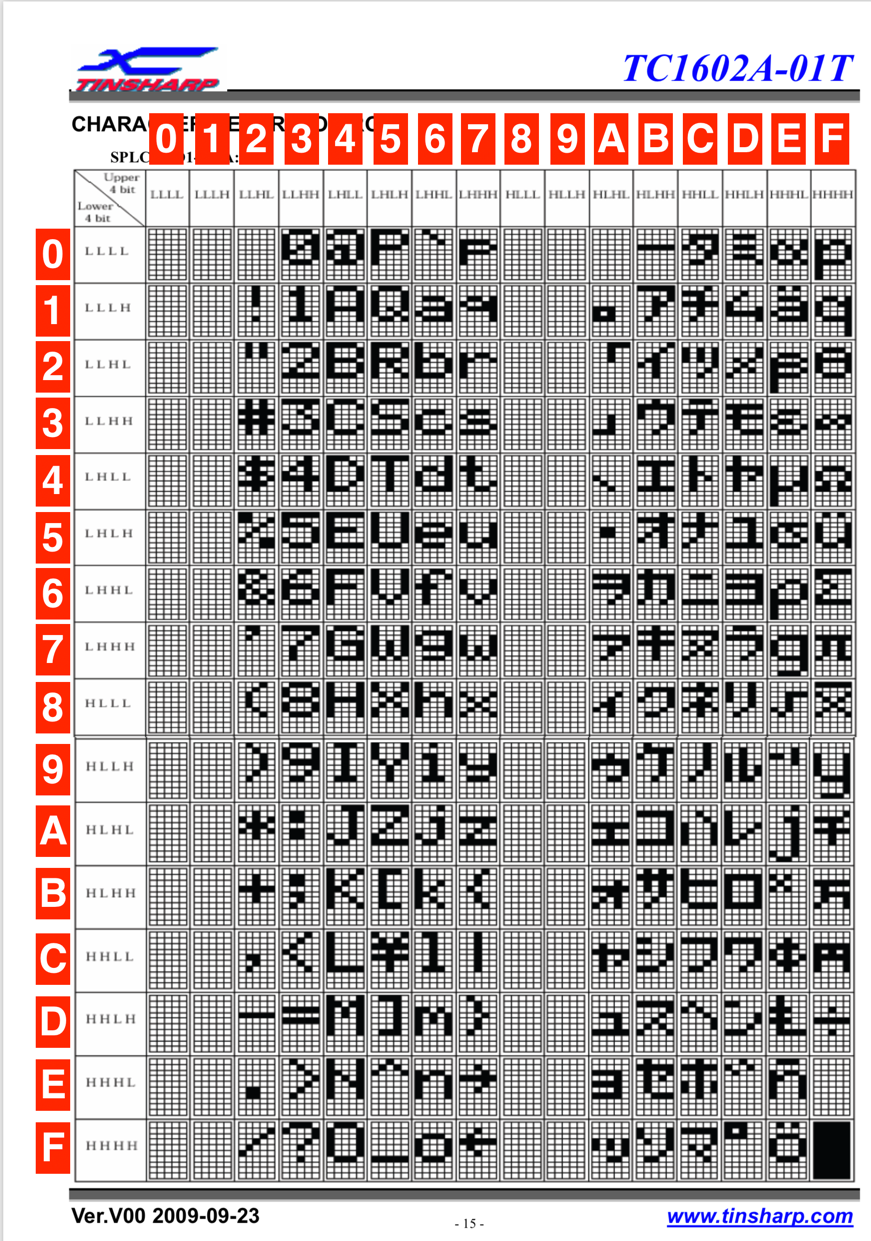 TINSHARP
TC1602A-01T
0 1 2 3 4 5 6 7 8 9 A B C D E F
Upper 4 bit
Lower 4 bit
LLLL LLLH LLHL LLHH LHLL LHLH LHHL LHHH HLLL HLLH HLHL HLHH HHLL HHLH HHHL HHHH
0 LLLL 0 @ P ` p ー タ ミ α p
1 LLLH ! 1 A Q a q 。 ア チ ム ä q
2 LLHL " 2 B R b r 「 イ ツ メ β θ
3 LLHH # 3 C S c s 」 ウ テ モ ε ∞
4 LHLL $ 4 D T d t 、 エ ト ヤ μ Ω
5 LHLH % 5 E U e u ・ オ ナ ユ σ ü
6 LHHL & 6 F V f v ヲ カ ニ ヨ ρ Σ
7 LHHH ' 7 G W g w ァ キ ヌ ラ g π
8 HLLL ( 8 H X h x ィ ク ネ リ √ x̄
9 HLLH ) 9 I Y i y ゥ ケ ノ ル ⁻¹ y
A HLHL * : J Z j z ェ コ ハ レ j 千
B HLHH + ; K [ k { ォ サ ヒ ロ ˣ 万
C HHLL , < L ¥ l | ャ シ フ ワ ¢ 円
D HHLH - = M ] m } ュ ス ヘ ン £ ÷
E HHHL . > N ^ n → ョ セ ホ ゛ ñ
F HHHH / ? O _ o ← ッ ソ マ ゜ ö █
Ver.V00 2009-09-23
- 15 -
www.tinsharp.com